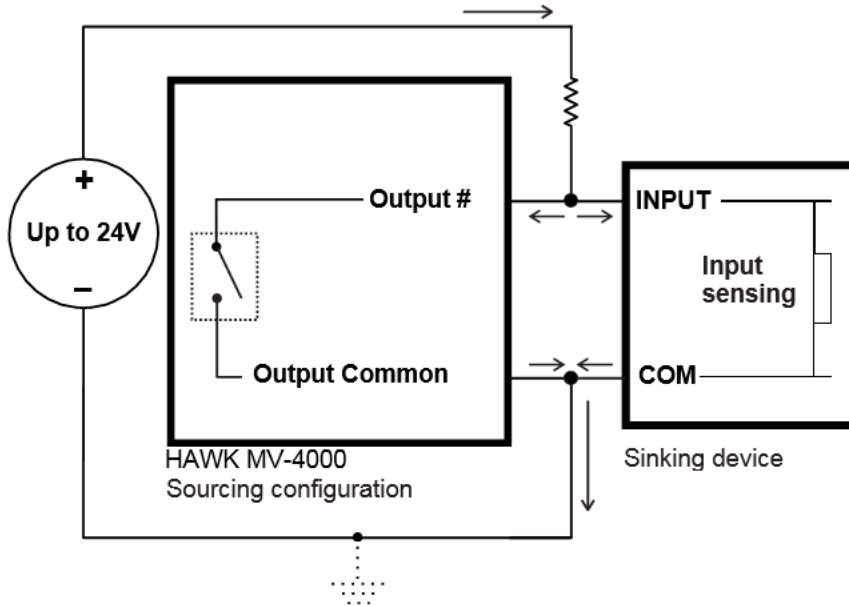 +
Up to 24V
−
Output #
Output Common
INPUT
Input
sensing
COM
HAWK MV-4000
Sourcing configuration
Sinking device